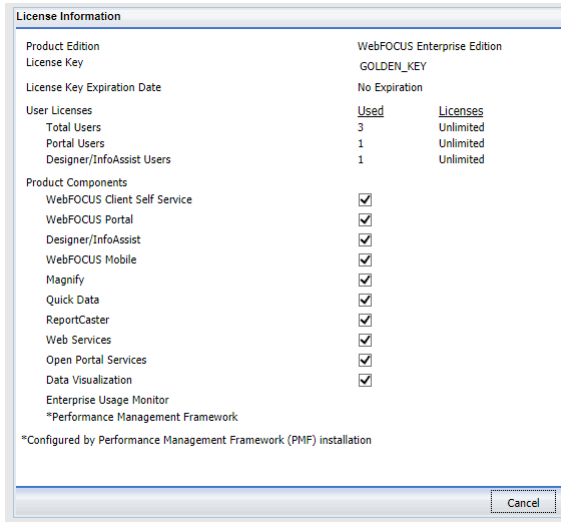 License Information
Product Edition WebFOCUS Enterprise Edition
License Key GOLDEN_KEY
License Key Expiration Date No Expiration
User Licenses Used Licenses
Total Users 3 Unlimited
Portal Users 1 Unlimited
Designer/InfoAssist Users 1 Unlimited
Product Components
WebFOCUS Client Self Service
WebFOCUS Portal
Designer/InfoAssist
WebFOCUS Mobile
Magnify
Quick Data
ReportCaster
Web Services
Open Portal Services
Data Visualization
Enterprise Usage Monitor
*Performance Management Framework
*Configured by Performance Management Framework (PMF) installation
Cancel